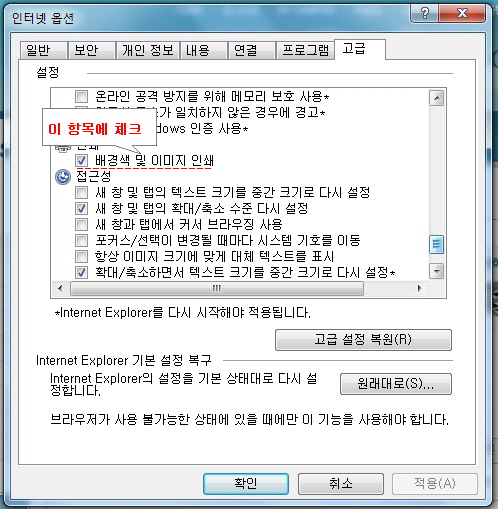 인터넷 옵션
일반 보안 개인 정보 내용 연결 프로그램 고급
설정
온라인 공격 방지를 위해 메모리 보호 사용*
일치하지 않은 경우에 경고*
이 항목에 체크
Windows 인증 사용*
인쇄
배경색 및 이미지 인쇄
접근성
새 창 및 탭의 텍스트 크기를 중간 크기로 다시 설정
새 창 및 탭의 확대/축소 수준 다시 설정
새 창과 탭에서 커서 브라우징 사용
포커스/선택이 변경될 때마다 시스템 기호를 이동
항상 이미지 크기에 맞게 대체 텍스트를 표시
확대/축소하면서 텍스트 크기를 중간 크기로 다시 설정*
*Internet Explorer를 다시 시작해야 적용됩니다.
고급 설정 복원(R)
Internet Explorer 기본 설정 복구
Internet Explorer의 설정을 기본 상태대로 다시 설
정합니다.
원래대로(S)...
브라우저가 사용 불가능한 상태에 있을 때에만 이 기능을 사용해야 합니다.
확인 취소 적용(A)